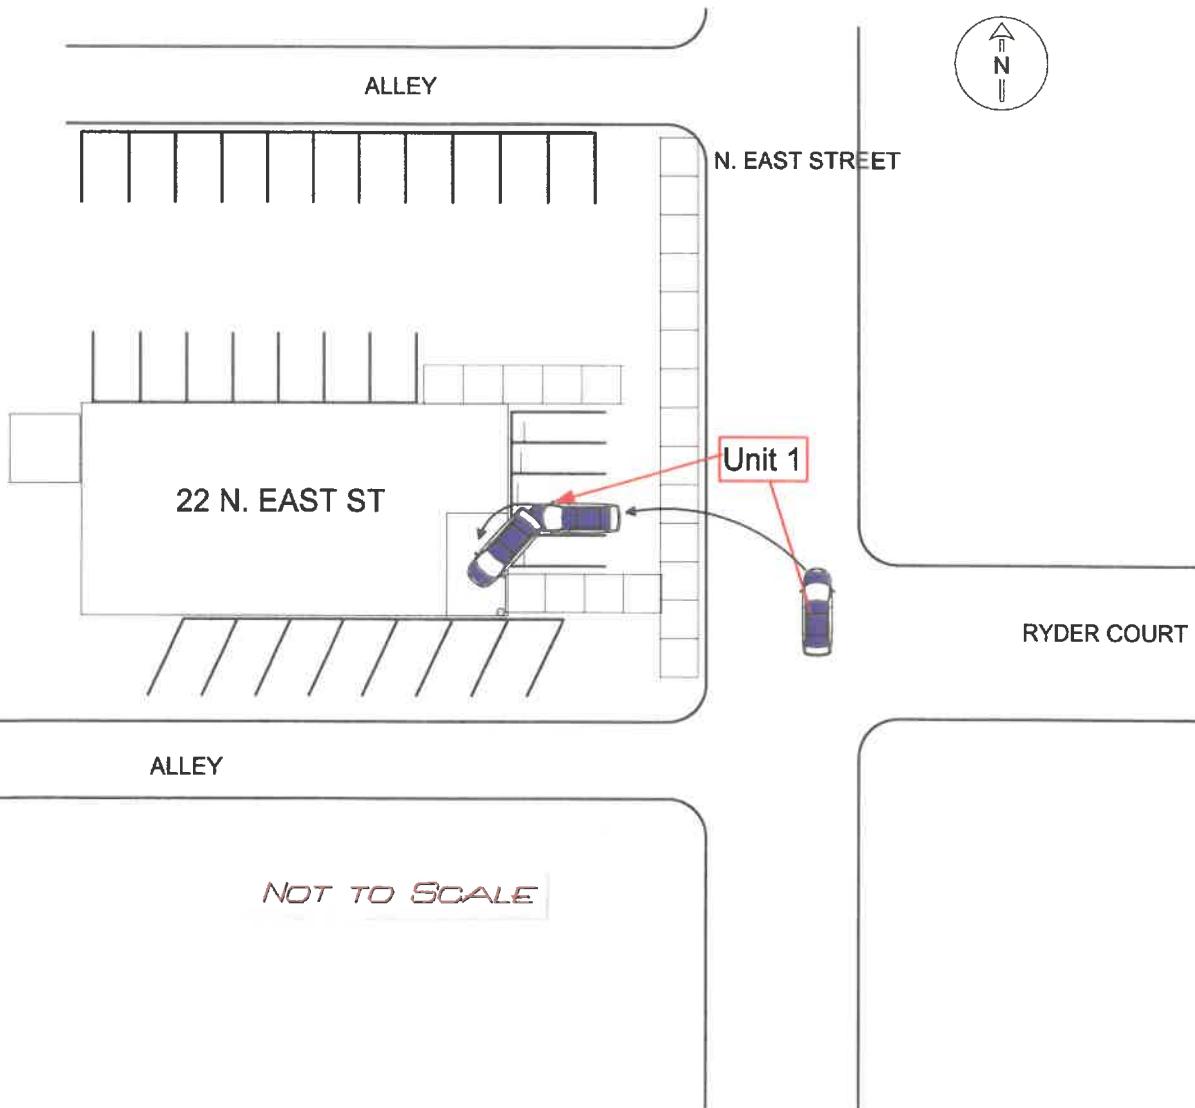 ALLEY
N
N. EAST STREET
Unit 1
22 N. EAST ST
RYDER COURT
ALLEY
NOT TO SCALE